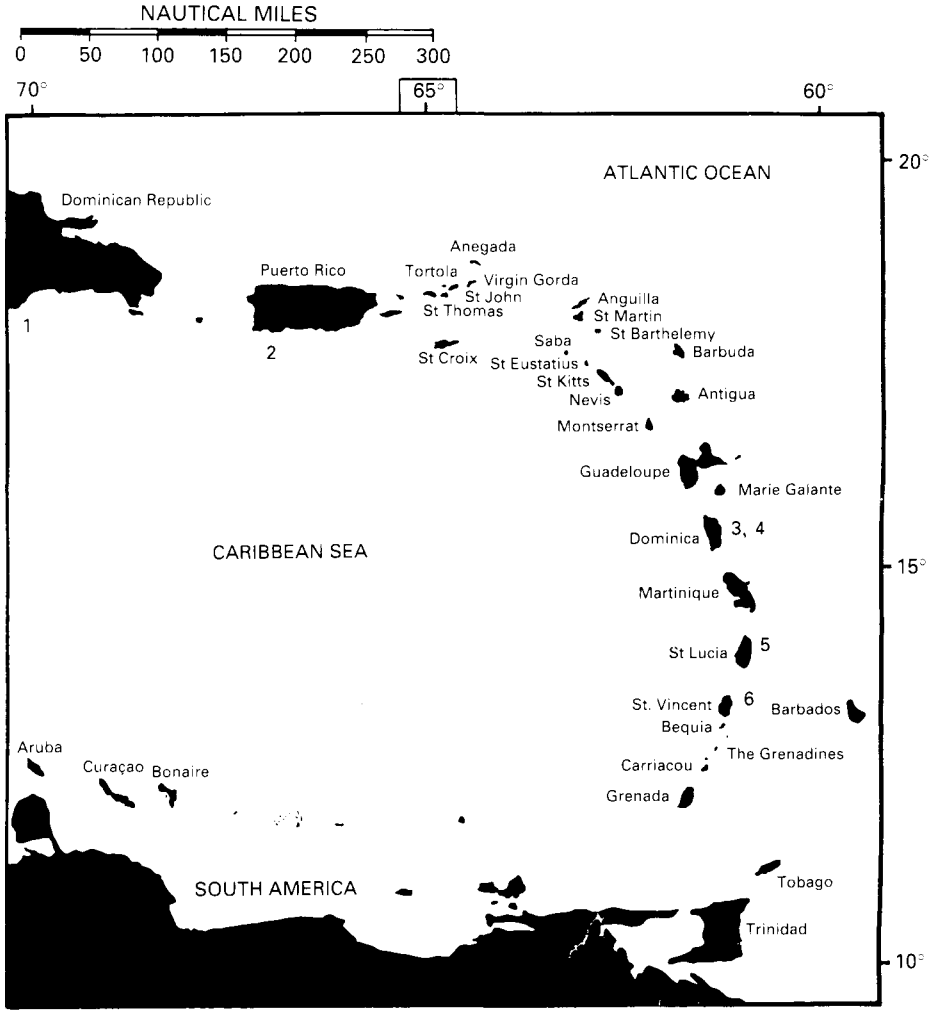 NAUTICAL MILES
0 50 100 150 200 250 300
70° 65° 60°
20°
ATLANTIC OCEAN
Dominican Republic
Anegada
Puerto Rico
Tortola
Virgin Gorda
St John
St Thomas
Anguilla
St Martin
St Barthelemy
1
2
St Croix
Saba
St Eustatius
St Kitts
Nevis
Barbuda
Antigua
Montserrat
Guadeloupe
Marie Galante
CARIBBEAN SEA
Dominica 3, 4
15°
Martinique
St Lucia 5
St. Vincent 6
Barbados
Bequia
The Grenadines
Carriacou
Grenada
Aruba
Curaçao
Bonaire
SOUTH AMERICA
Tobago
Trinidad
10°